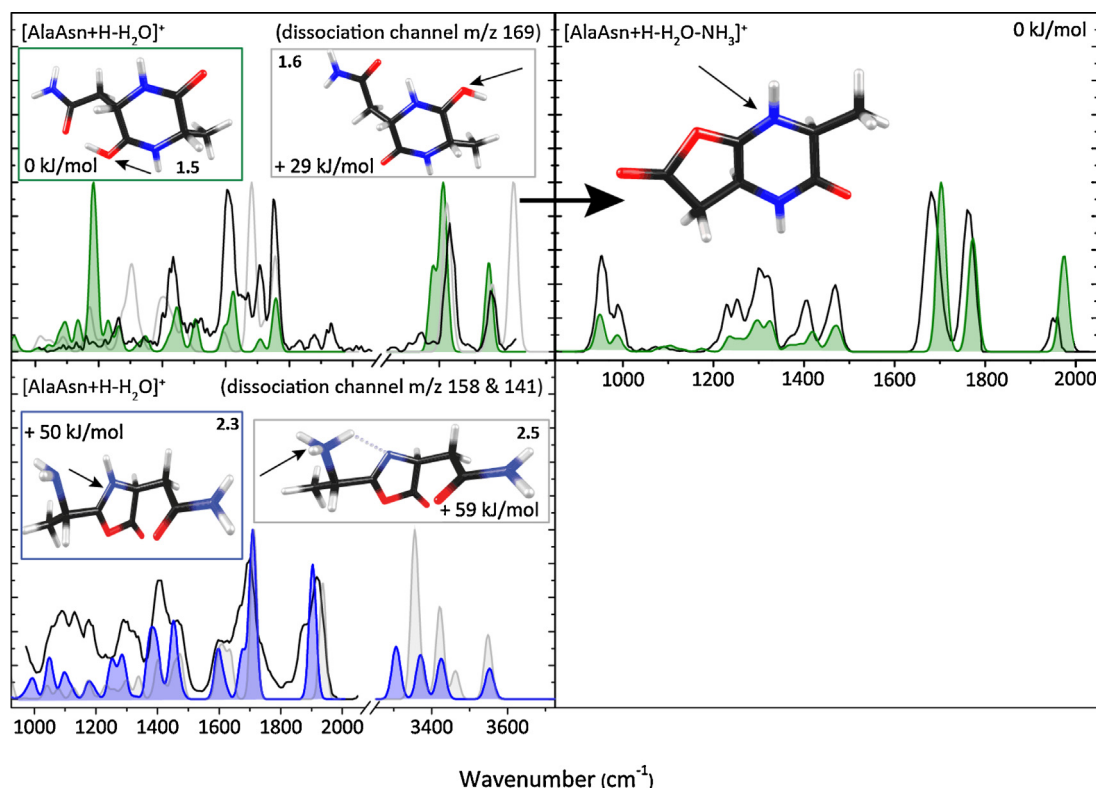 [AlaAsn+H-H₂O]⁺ (dissociation channel m/z 169)
1.6
0 kJ/mol
1.5
+ 29 kJ/mol
[AlaAsn+H-H₂O-NH₃]⁺ 0 kJ/mol
1000 1200 1400 1600 1800 2000
[AlaAsn+H-H₂O]⁺ (dissociation channel m/z 158 & 141)
+ 50 kJ/mol
2.3
2.5
+ 59 kJ/mol
1000 1200 1400 1600 1800 2000 3400 3600
Wavenumber (cm⁻¹)